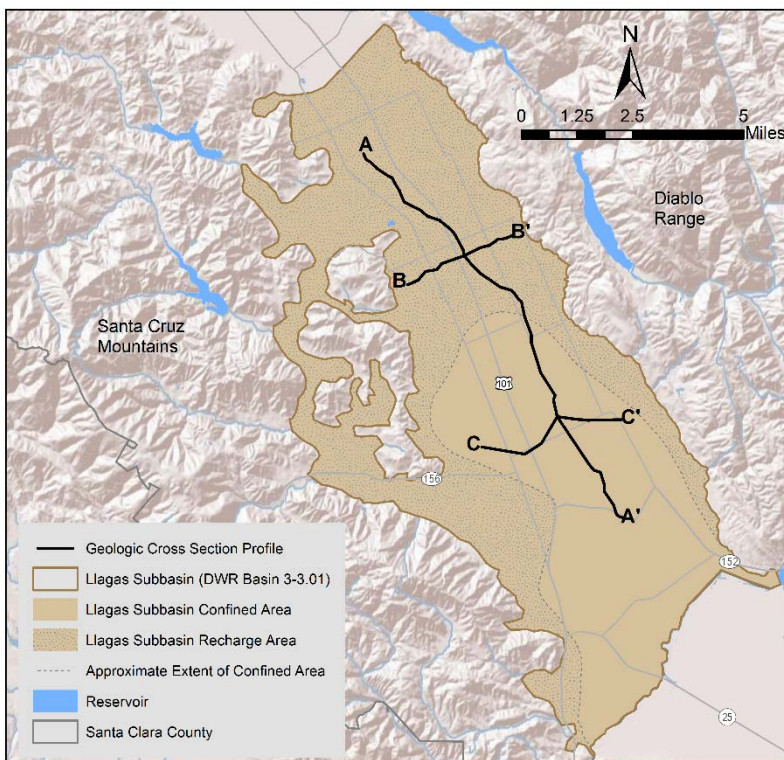 N
0 1.25 2.5 5
Miles
A
Diablo
Range
B'
B
Santa Cruz
Mountains
101
C'
C
156
A'
152
25
Geologic Cross Section Profile
Llagas Subbasin (DWR Basin 3-3.01)
Llagas Subbasin Confined Area
Llagas Subbasin Recharge Area
Approximate Extent of Confined Area
Reservoir
Santa Clara County